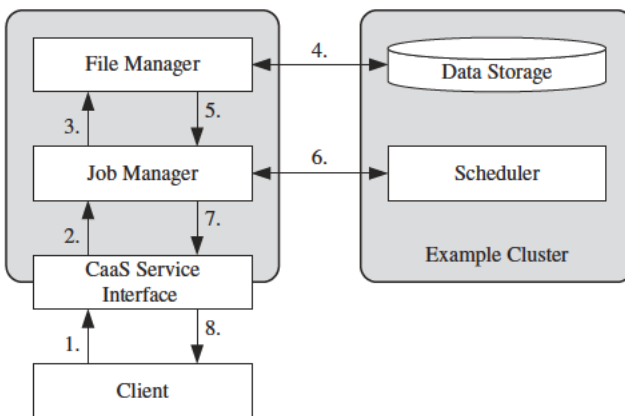 File Manager
4.
Data Storage
3.
5.
Job Manager
6.
Scheduler
2.
7.
CaaS Service
Interface
Example Cluster
1.
8.
Client